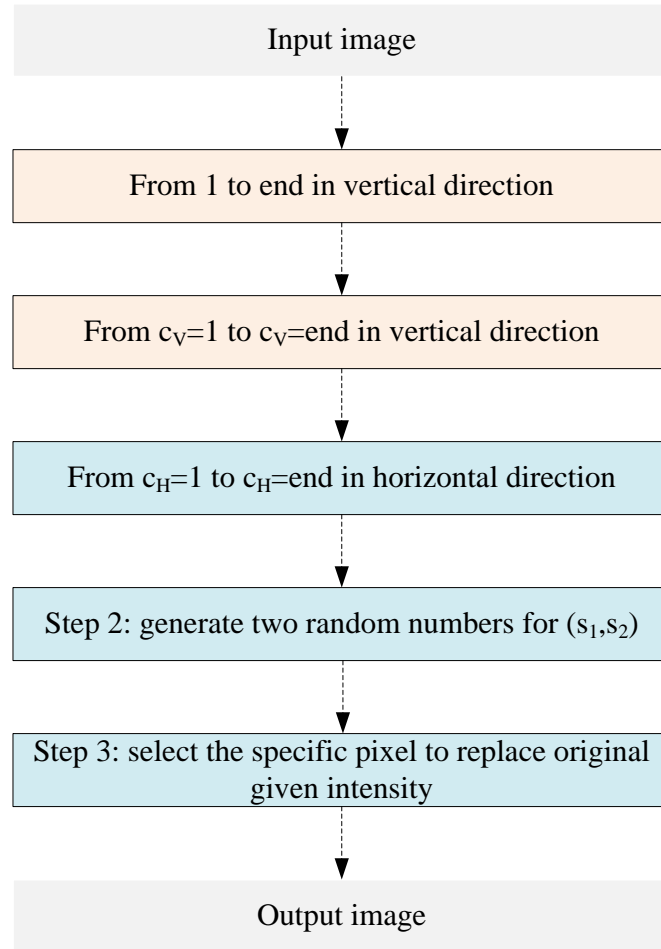 Input image
From 1 to end in vertical direction
From cV=1 to cV=end in vertical direction
From cH=1 to cH=end in horizontal direction
Step 2: generate two random numbers for (s1,s2)
Step 3: select the specific pixel to replace original
given intensity
Output image